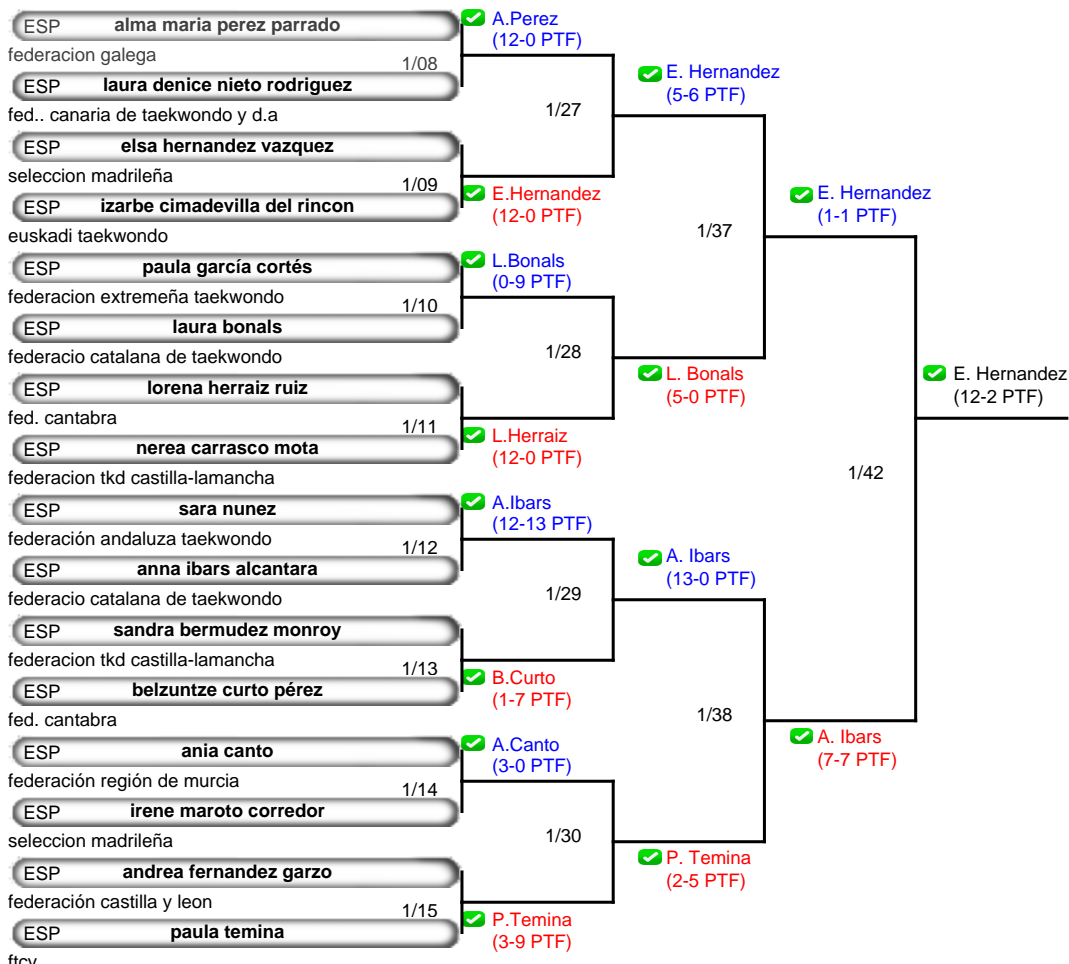 ESP alma maria perez parrado
federacion galega
1/08
ESP laura denice nieto rodriguez
fed.. canaria de taekwondo y d.a
ESP elsa hernandez vazquez
seleccion madrileña
1/09
ESP izarbe cimadevilla del rincon
euskadi taekwondo
ESP paula garcía cortés
federacion extremeña taekwondo
1/10
ESP laura bonals
federacio catalana de taekwondo
ESP lorena herraiz ruiz
fed. cantabra
1/11
ESP nerea carrasco mota
federacion tkd castilla-lamancha
ESP sara nunez
federación andaluza taekwondo
1/12
ESP anna ibars alcantara
federacio catalana de taekwondo
ESP sandra bermudez monroy
federacion tkd castilla-lamancha
1/13
ESP belzuntze curto pérez
fed. cantabra
ESP ania canto
federación región de murcia
1/14
ESP irene maroto corredor
seleccion madrileña
ESP andrea fernandez garzo
federación castilla y leon
1/15
ESP paula temina
ftcv
A.Perez
(12-0 PTF)
1/27
E.Hernandez
(12-0 PTF)
L.Bonals
(0-9 PTF)
1/28
L.Herraiz
(12-0 PTF)
A.Ibars
(12-13 PTF)
1/29
B.Curto
(1-7 PTF)
A.Canto
(3-0 PTF)
1/30
P.Temina
(3-9 PTF)
E. Hernandez
(5-6 PTF)
1/37
L. Bonals
(5-0 PTF)
A. Ibars
(13-0 PTF)
1/38
P. Temina
(2-5 PTF)
E. Hernandez
(1-1 PTF)
1/42
A. Ibars
(7-7 PTF)
E. Hernandez
(12-2 PTF)